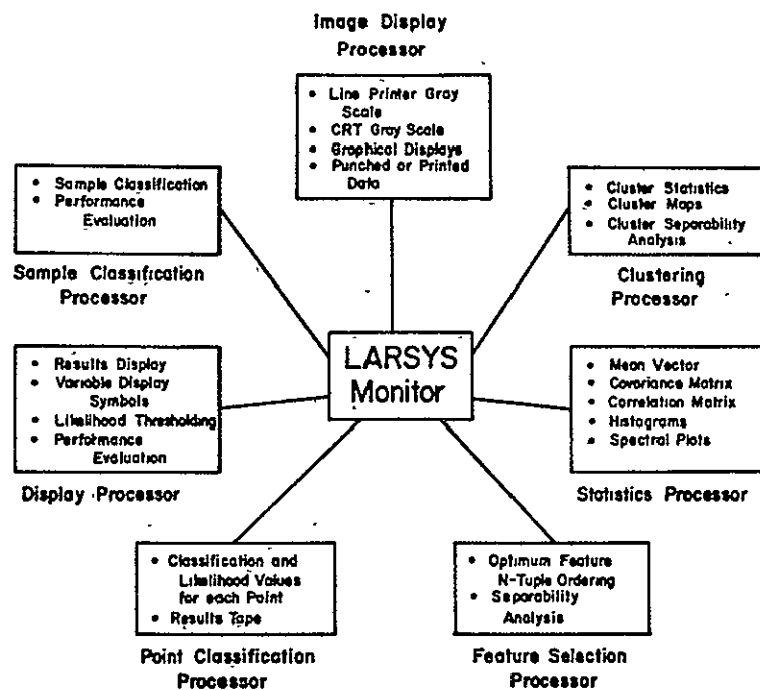 Image Display
Processor
• Line Printer Gray
Scale
• CRT Gray Scale
• Graphical Displays
• Punched or Printed
Data
• Sample Classification
• Performance
Evaluation
Sample Classification
Processor
• Cluster Statistics
• Cluster Maps
• Cluster Separability
Analysis
Clustering
Processor
LARSYS
Monitor
• Results Display
• Variable Display
Symbols
• Likelihood Thresholding
• Performance
Evaluation
Display Processor
• Mean Vector
• Covariance Matrix
• Correlation Matrix
• Histograms
• Spectral Plots
Statistics Processor
• Classification and
Likelihood Values
for each Point
• Results Tape
Point Classification
Processor
• Optimum Feature
N-Tuple Ordering
• Separability
Analysis
Feature Selection
Processor